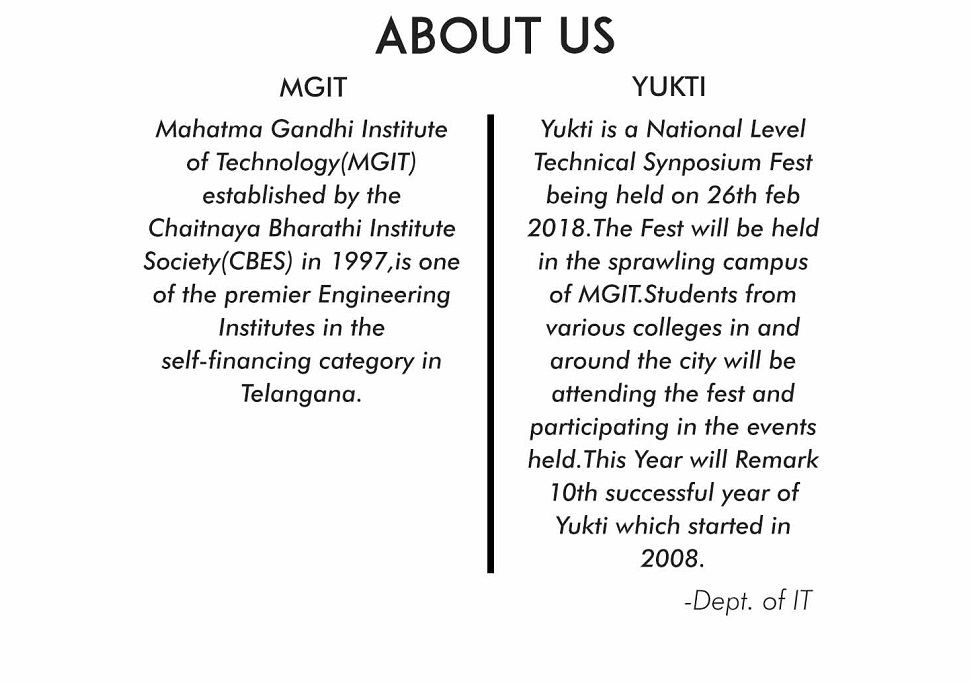 ABOUT US
MGIT
Mahatma Gandhi Institute
of Technology(MGIT)
established by the
Chaitnaya Bharathi Institute
Society(CBES) in 1997,is one
of the premier Engineering
Institutes in the
self-financing category in
Telangana.
YUKTI
Yukti is a National Level
Technical Synposium Fest
being held on 26th feb
2018.The Fest will be held
in the sprawling campus
of MGIT.Students from
various colleges in and
around the city will be
attending the fest and
participating in the events
held.This Year will Remark
10th successful year of
Yukti which started in
2008.
-Dept. of IT